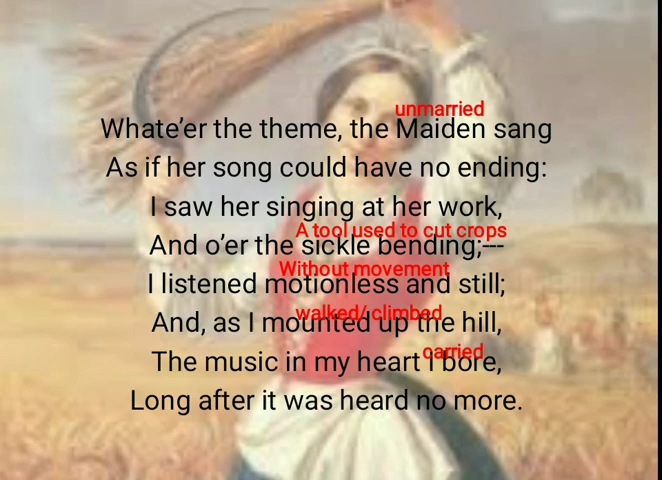 unmarried
Whate’er the theme, the Maiden sang
As if her song could have no ending:
I saw her singing at her work,
A tool used to cut crops
And o’er the sickle bending;---
Without movement
I listened motionless and still;
walked/ climbed
And, as I mounted up the hill,
carried
The music in my heart I bore,
Long after it was heard no more.